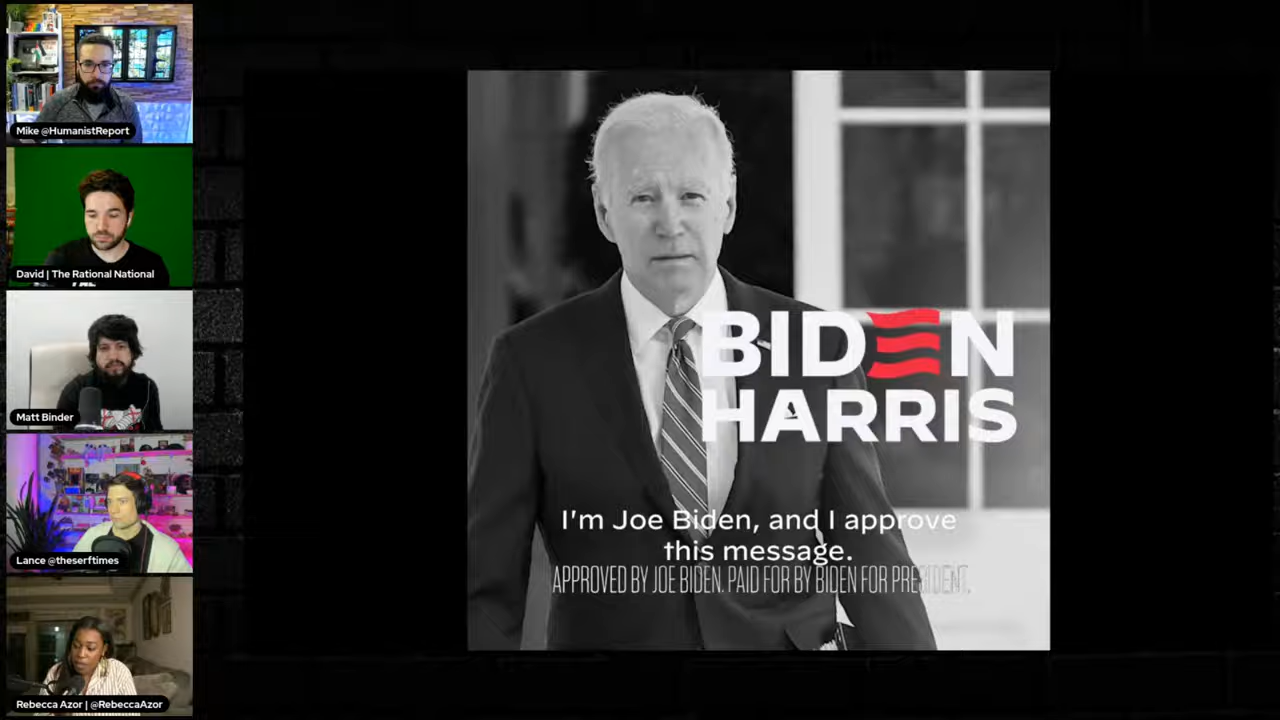 Mike @HumanistReport
David | The Rational National
Matt Binder
Lance @theserftimes
Rebecca Azor | @RebeccaAzor
BIDEN
HARRIS
I'm Joe Biden, and I approve
this message.
APPROVED BY JOE BIDEN. PAID FOR BY BIDEN FOR PRESIDENT.